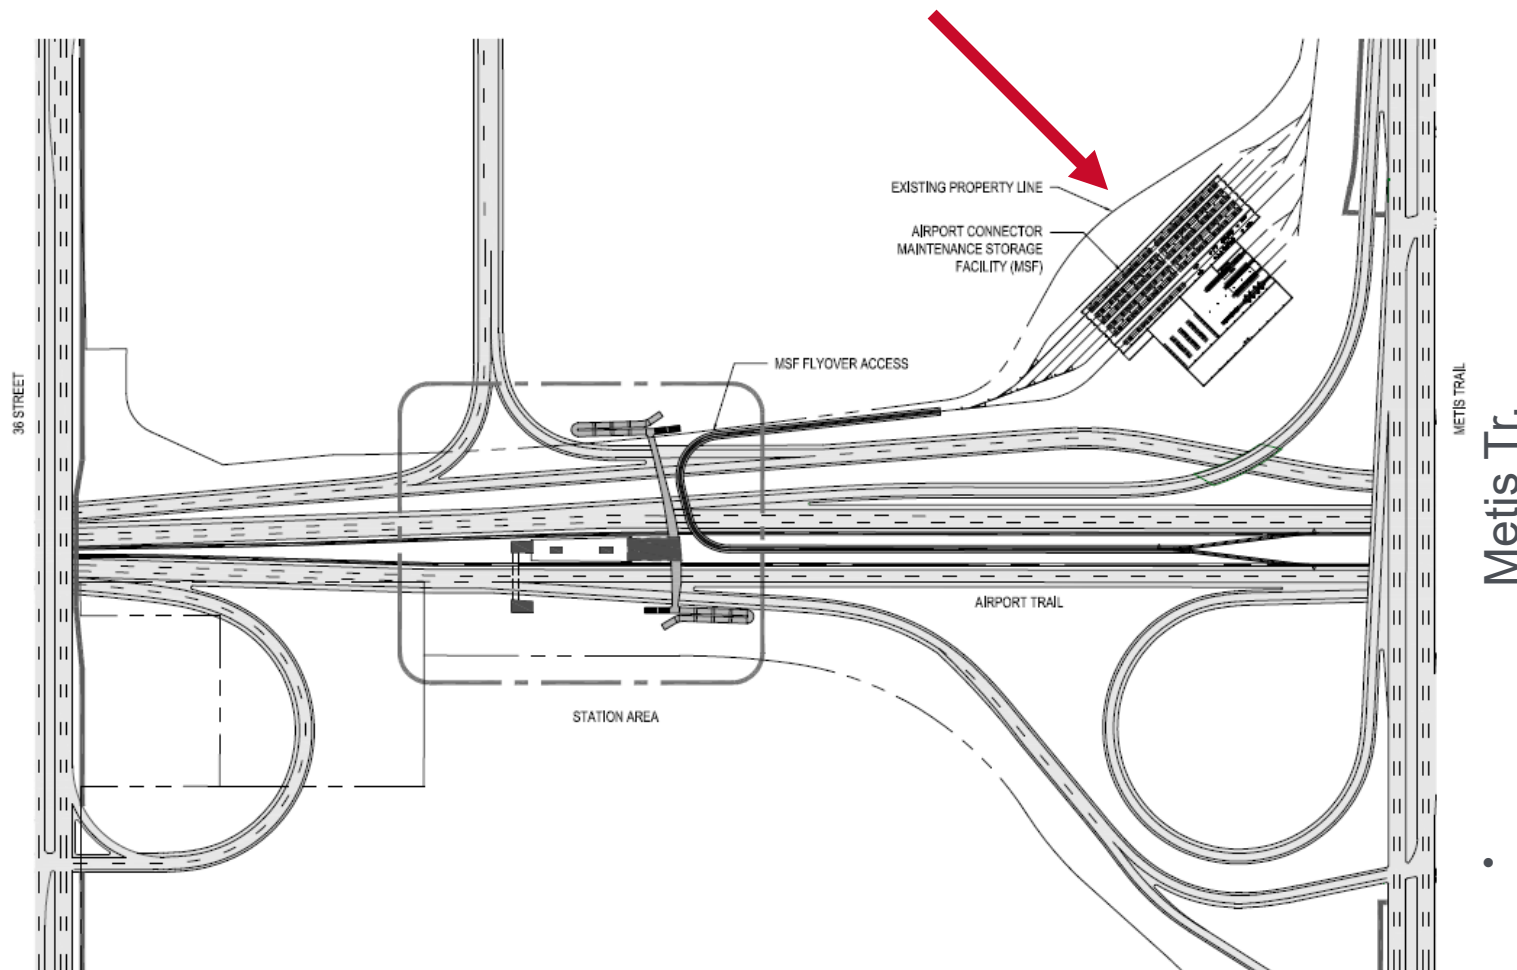 EXISTING PROPERTY LINE
AIRPORT CONNECTOR
MAINTENANCE STORAGE
FACILITY (MSF)
MSF FLYOVER ACCESS
36 STREET
METIS TRAIL
Metis Tr.
AIRPORT TRAIL
STATION AREA
•